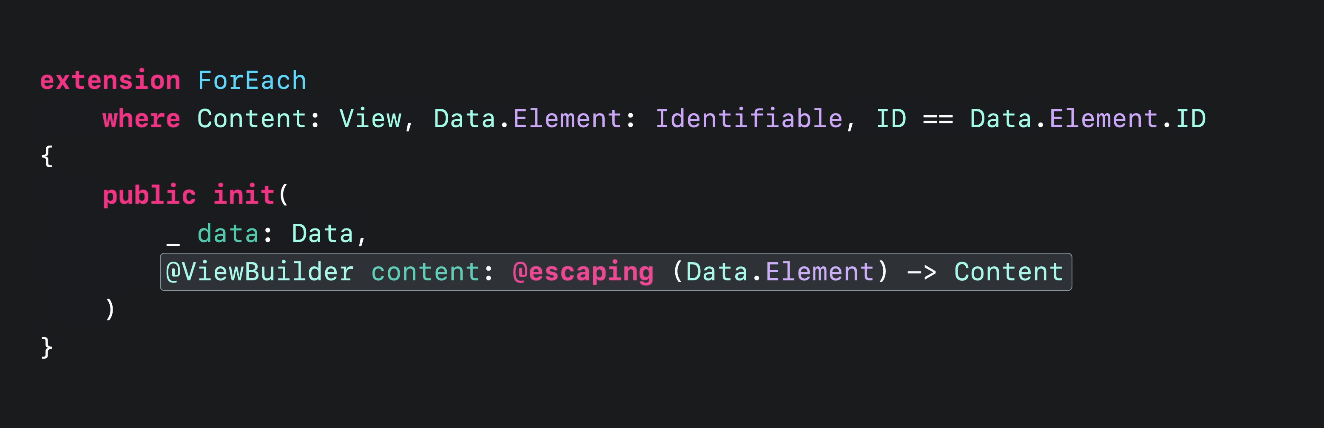 extension ForEach
    where Content: View, Data.Element: Identifiable, ID == Data.Element.ID
{
    public init(
        _ data: Data,
        @ViewBuilder content: @escaping (Data.Element) -> Content
    )
}